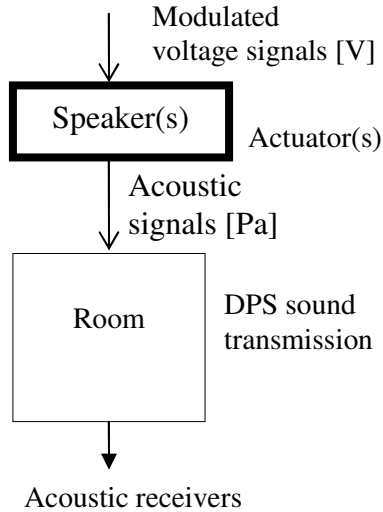 Modulated
voltage signals [V]
Speaker(s)
Actuator(s)
Acoustic
signals [Pa]
Room
DPS sound
transmission
Acoustic receivers